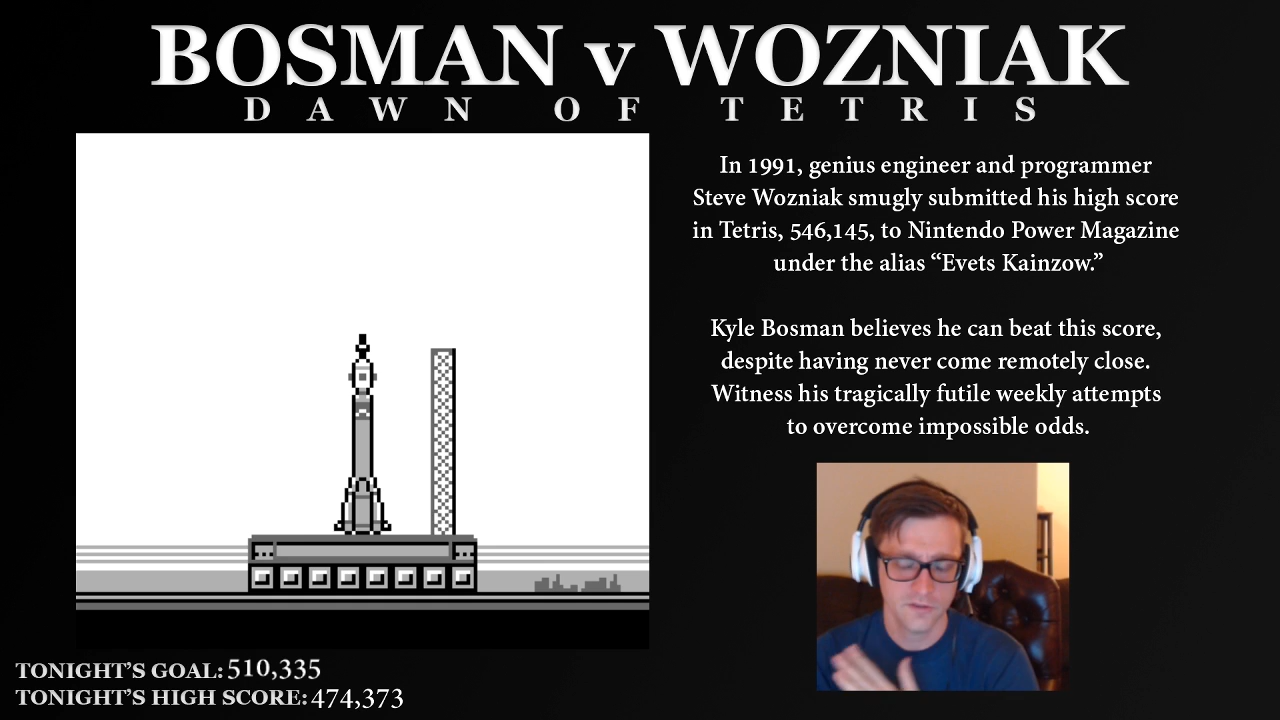 BOSMAN v WOZNIAK
DAWN OF TETRIS
In 1991, genius engineer and programmer
Steve Wozniak smugly submitted his high score
in Tetris, 546,145, to Nintendo Power Magazine
under the alias “Evets Kainzow.”
Kyle Bosman believes he can beat this score,
despite having never come remotely close.
Witness his tragically futile weekly attempts
to overcome impossible odds.
TONIGHT’S GOAL: 510,335
TONIGHT’S HIGH SCORE: 474,373